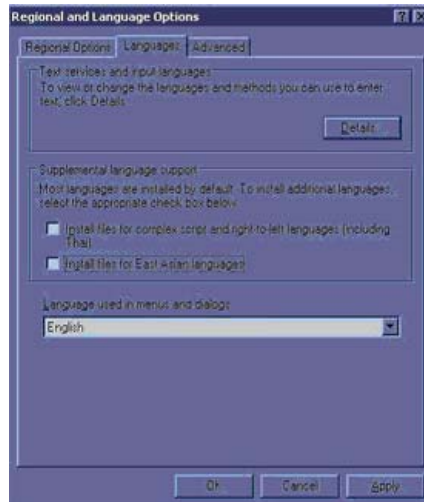 Regional and Language Options
Regional Options Languages Advanced
Text services and input languages
To view or change the languages and methods you can use to enter
text, click Details.
Details...
Supplemental language support
Most languages are installed by default. To install additional languages,
select the appropriate check box below.
Install files for complex script and right-to-left languages (including
Thai)
Install files for East Asian languages
Language used in menus and dialogs
English
OK Cancel Apply